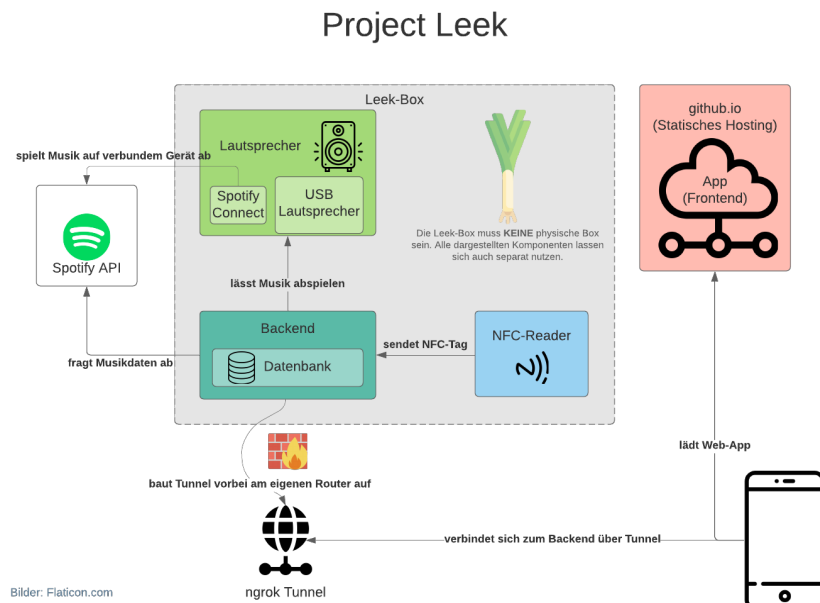 Project Leek
Leek-Box
Lautsprecher
spielt Musik auf verbundem Gerät ab
Spotify
Connect
USB
Lautsprecher
Spotify API
Die Leek-Box muss KEINE physische Box
sein. Alle dargestellten Komponenten lassen
sich auch separat nutzen.
github.io
(Statisches Hosting)
App
(Frontend)
lässt Musik abspielen
Backend
Datenbank
sendet NFC-Tag
NFC-Reader
fragt Musikdaten ab
lädt Web-App
baut Tunnel vorbei am eigenen Router auf
verbindet sich zum Backend über Tunnel
ngrok Tunnel
Bilder: Flaticon.com